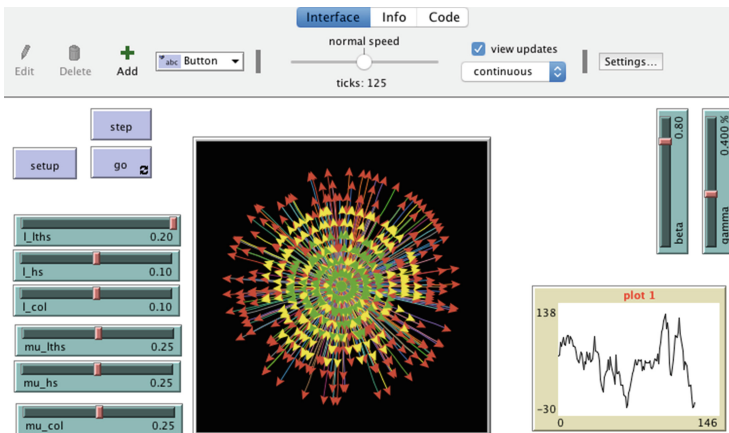 Interface Info Code
normal speed
Edit Delete Add abc Button view updates
continuous Settings...
ticks: 125
step
setup go
l_lths 0.20
l_hs 0.10
l_col 0.10
mu_lths 0.25
mu_hs 0.25
mu_col 0.25
beta 0.80
gamma 0.400 %
plot 1
138
-30
0 146